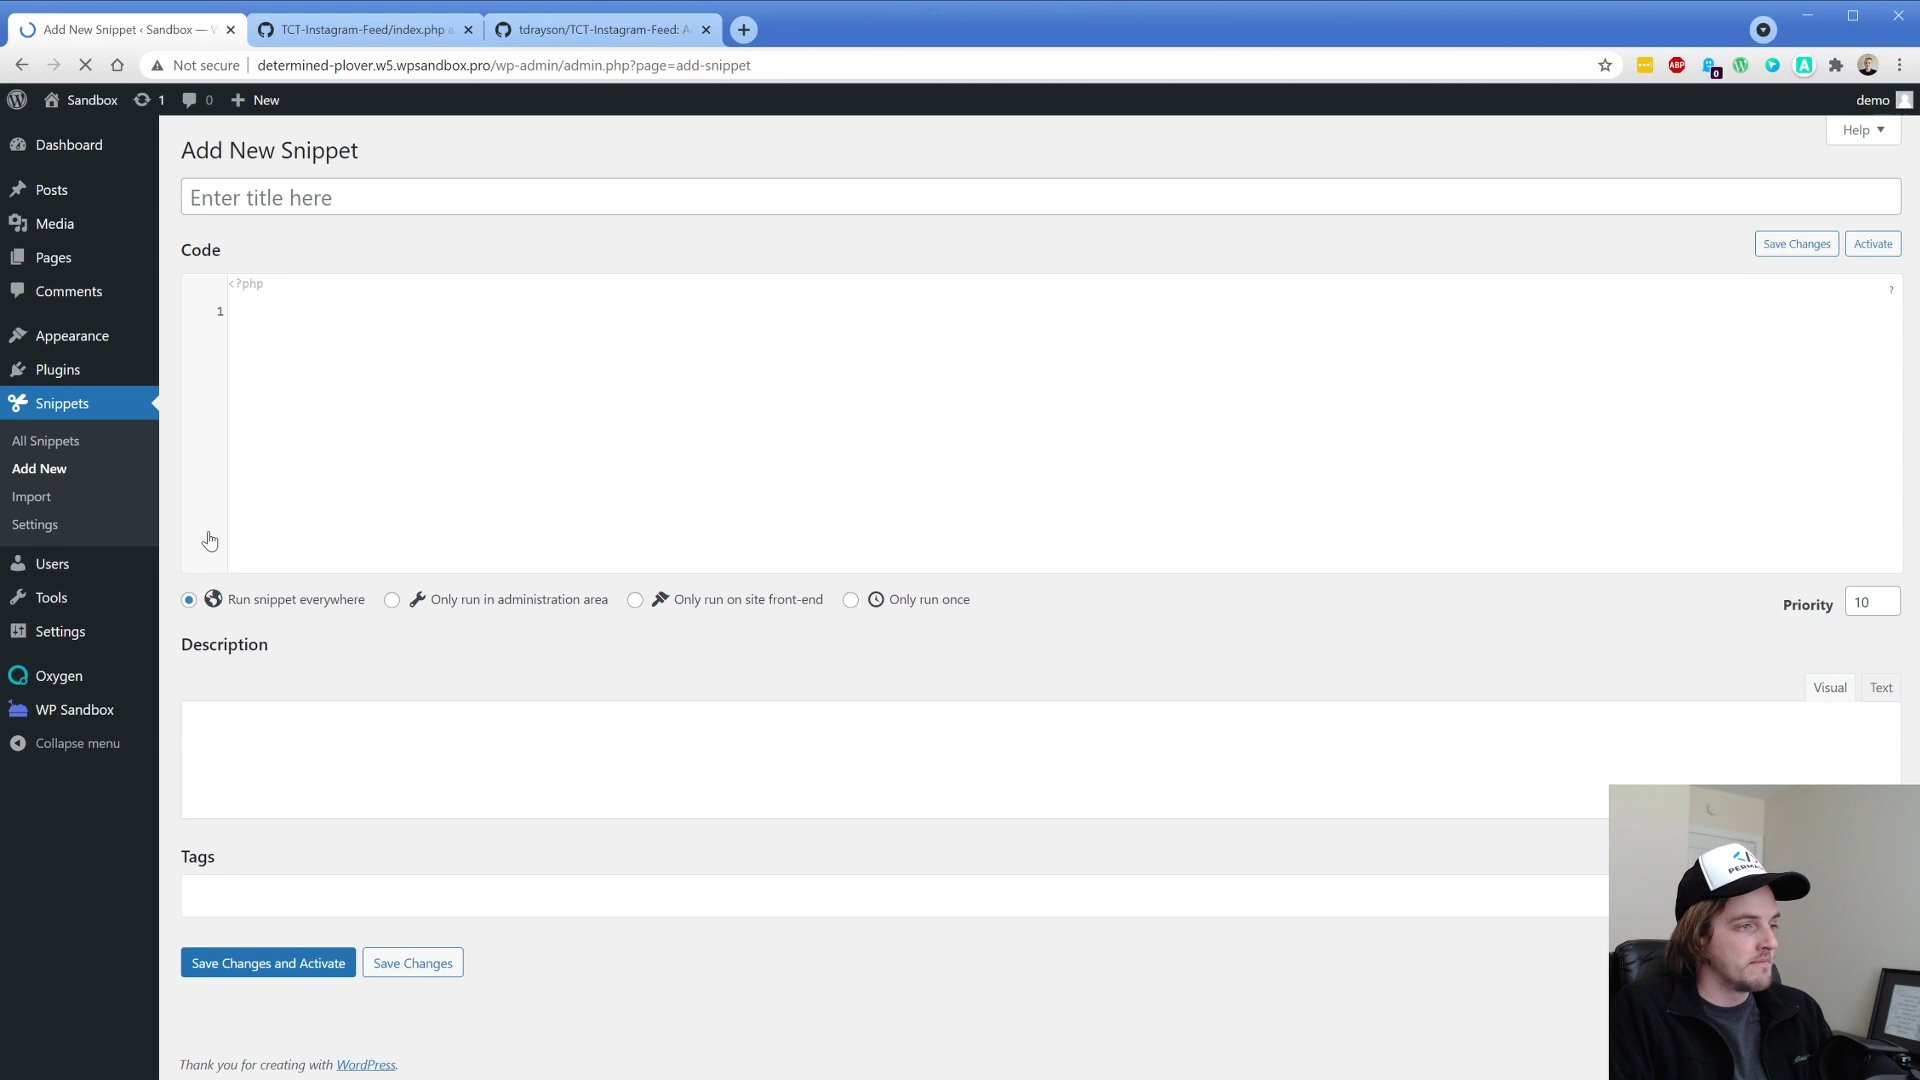 Add New Snippet ‹ Sandbox — W
TCT-Instagram-Feed/index.php a
tdrayson/TCT-Instagram-Feed: A
Not secure
determined-plover.w5.wpsandbox.pro/wp-admin/admin.php?page=add-snippet
ABP
0
Sandbox
1
0
New
demo
Help
Dashboard
Posts
Media
Pages
Comments
Appearance
Plugins
Snippets
All Snippets
Add New
Import
Settings
Users
Tools
Settings
Oxygen
WP Sandbox
Collapse menu
Add New Snippet
Enter title here
Code
Save Changes
Activate
<?php
?
1
Run snippet everywhere
Only run in administration area
Only run on site front-end
Only run once
Priority
10
Description
Visual
Text
Tags
Save Changes and Activate
Save Changes
Thank you for creating with WordPress.